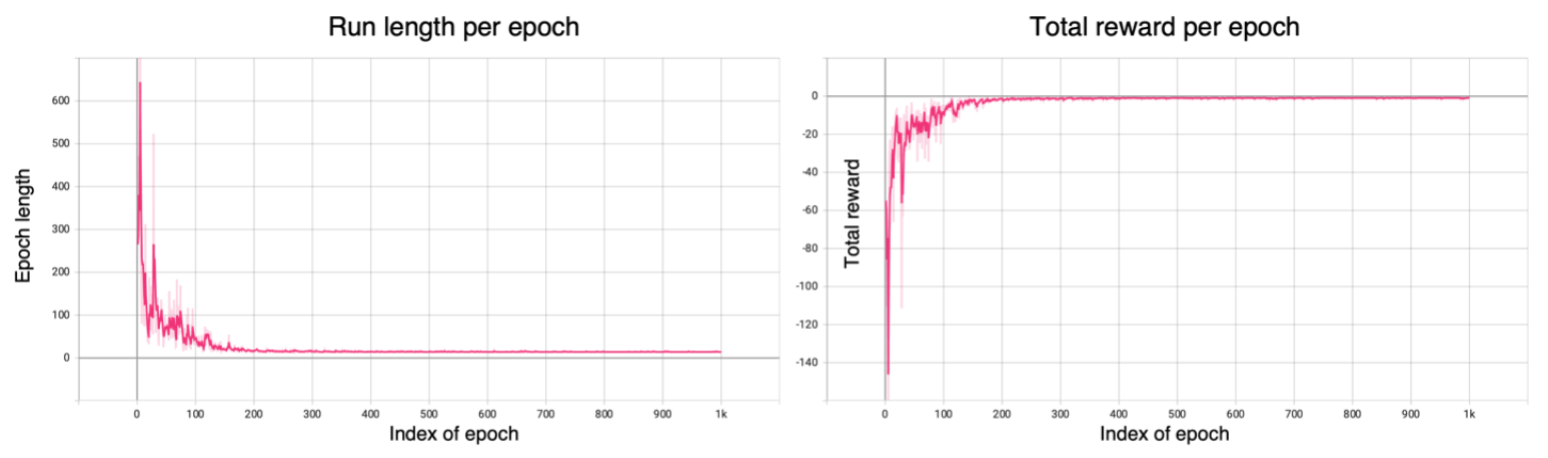 Run length per epoch
Epoch length
600
500
400
300
200
100
0
0 100 200 300 400 500 600 700 800 900 1k
Index of epoch
Total reward per epoch
Total reward
0
-20
-40
-60
-80
-100
-120
-140
0 100 200 300 400 500 600 700 800 900 1k
Index of epoch